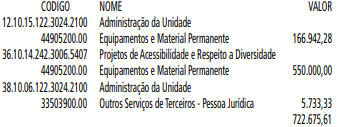 CODIGO NOME VALOR
12.10.15.122.3024.2100 Administração da Unidade
44905200.00 Equipamentos e Material Permanente 166.942,28
36.10.14.242.3006.5407 Projetos de Acessibilidade e Respeito a Diversidade
44905200.00 Equipamentos e Material Permanente 550.000,00
38.10.06.122.3024.2100 Administração da Unidade
33503900.00 Outros Serviços de Terceiros - Pessoa Jurídica 5.733,33
722.675,61